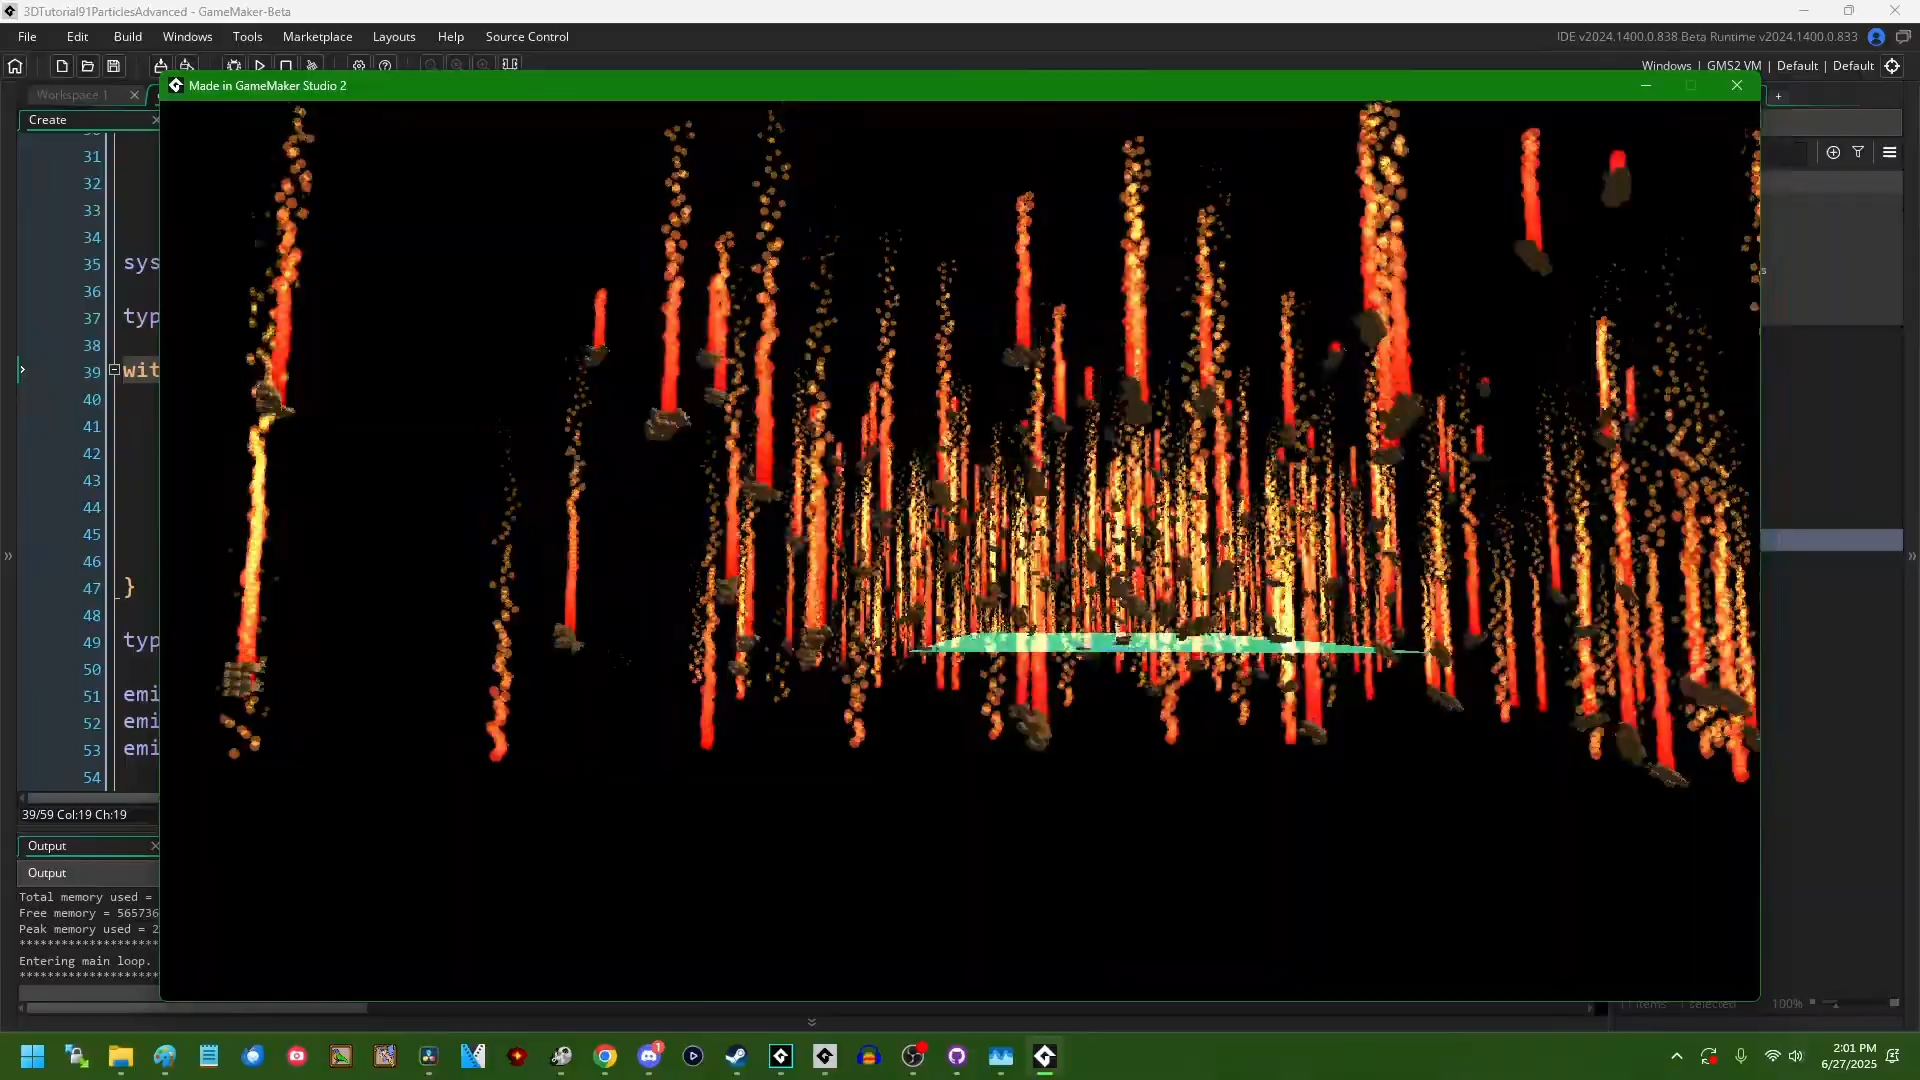 3DTutorial91ParticlesAdvanced - GameMaker-Beta
File Edit Build Windows Tools Marketplace Layouts Help Source Control
IDE v2024.1400.0.838 Beta Runtime v2024.1400.0.833
Windows | GMS2 VM | Default | Default
Workspace 1
Made in GameMaker Studio 2
Create
31
32
33
34
35 sys
36
37 typ
38
39 wit
40
41
42
43
44
45
46
47 }
48
49 typ
50
51 emi
52 emi
53 emi
54
39/59 Col:19 Ch:19
Output
Output
Total memory used =
Free memory = 565736
Peak memory used = 2
********************
Entering main loop.
********************
100%
2:01 PM
6/27/2025